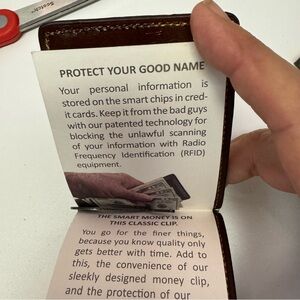 Scotch
PROTECT YOUR GOOD NAME
Your personal information is
stored on the smart chips in cred-
it cards. Keep it from the bad guys
with our patented technology for
blocking the unlawful scanning
of your information with Radio
Frequency Identification (RFID)
equipment.
THE SMART MONEY IS ON
THIS CLASSIC CLIP.
You go for the finer things,
because you know quality only
gets better with time. Add to
this, the convenience of our
sleekly designed money clip,
and the protection of our